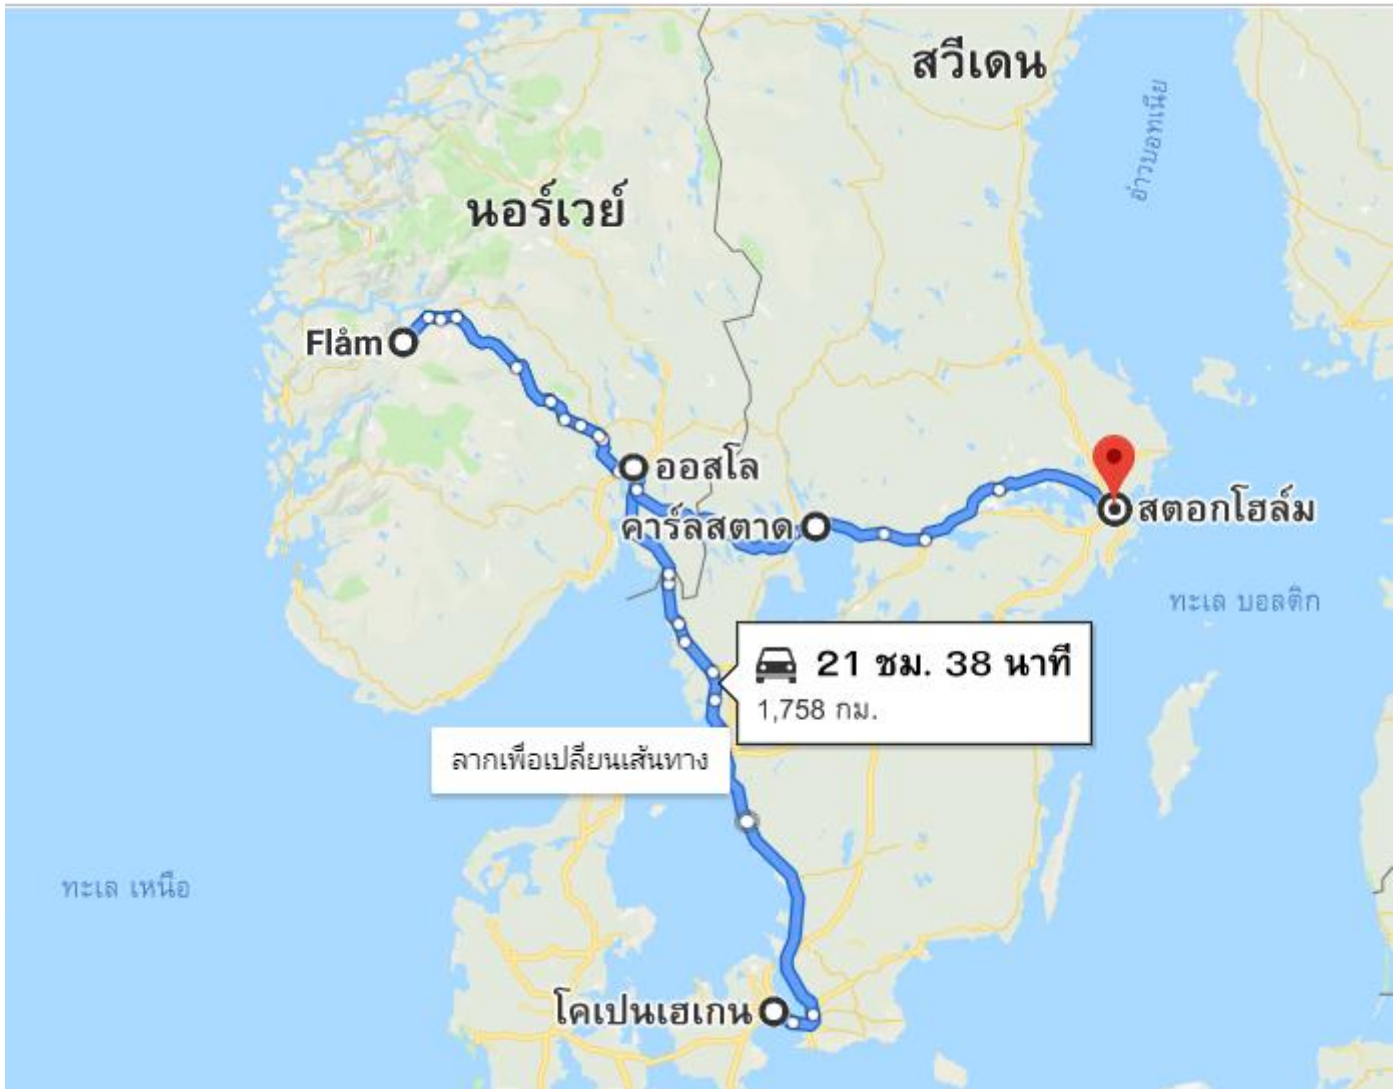 สวีเดน
อ่าวบอทเนีย
นอร์เวย์
Flåm
ออสโล
คาร์ลสตาด
สตอกโฮล์ม
ทะเล บอลติก
21 ชม. 38 นาที
1,758 กม.
ลากเพื่อเปลี่ยนเส้นทาง
ทะเล เหนือ
โคเปนเฮเกน